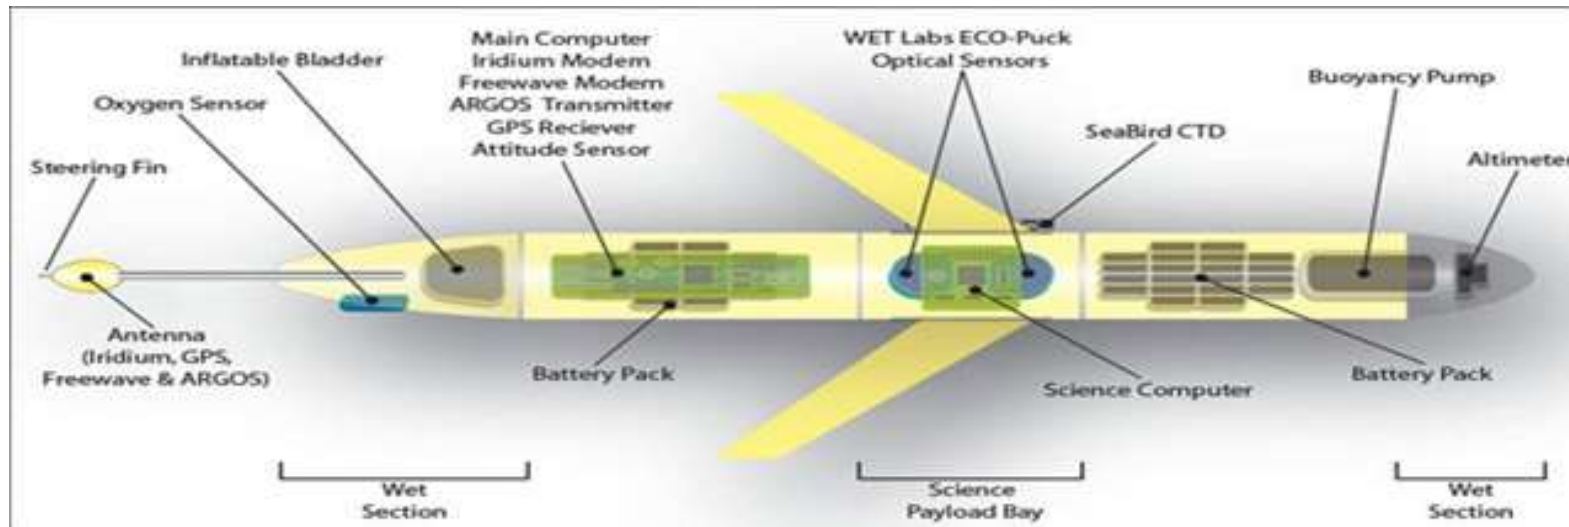 Steering Fin
Oxygen Sensor
Inflatable Bladder
Main Computer
Iridium Modem
Freewave Modem
ARGOS Transmitter
GPS Reciever
Attitude Sensor
WET Labs ECO-Puck
Optical Sensors
SeaBird CTD
Buoyancy Pump
Altimeter
Antenna
(Iridium, GPS,
Freewave & ARGOS)
Battery Pack
Science Computer
Battery Pack
Wet
Section
Science
Payload Bay
Wet
Section